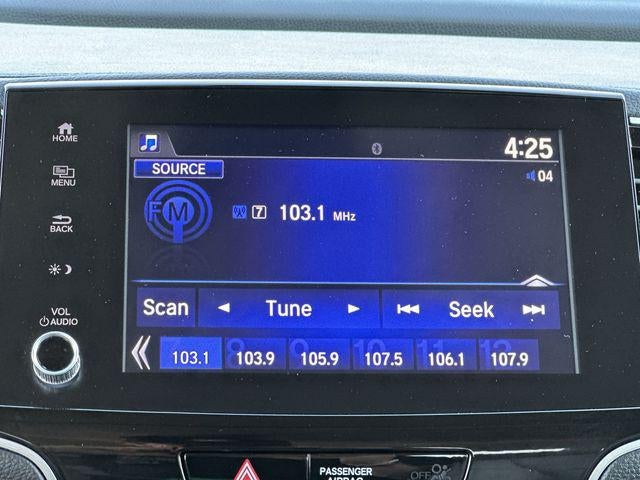 HOME
MENU
BACK
VOL
AUDIO
4:25
SOURCE
04
FM
7 103.1 MHz
Scan Tune Seek
7 8 9 10 11 12
103.1 103.9 105.9 107.5 106.1 107.9
PASSENGER
AIRBAG
OFF